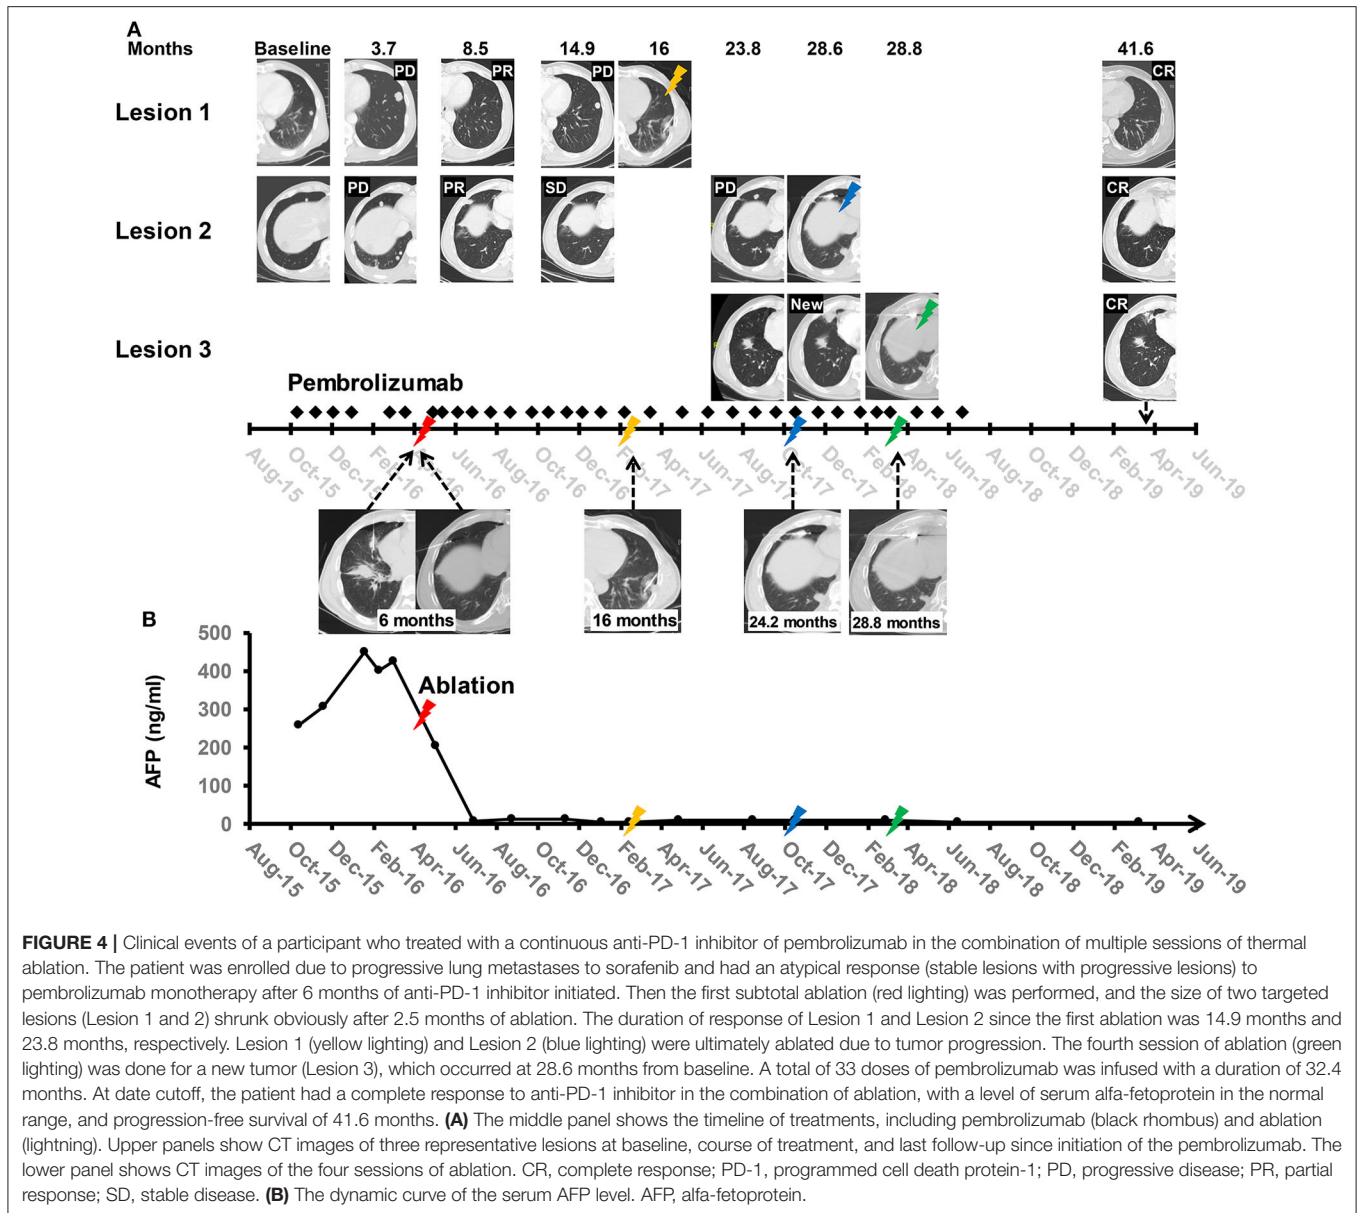 A
Months Baseline 3.7 8.5 14.9 16 23.8 28.6 28.8 41.6
PD PR PD CR
Lesion 1
PD PR SD PD CR
Lesion 2
New CR
Lesion 3
Pembrolizumab
Aug-15 Oct-15 Dec-15 Feb-16 Apr-16 Jun-16 Aug-16 Oct-16 Dec-16 Feb-17 Apr-17 Jun-17 Aug-17 Oct-17 Dec-17 Feb-18 Apr-18 Jun-18 Aug-18 Oct-18 Dec-18 Feb-19 Apr-19 Jun-19
6 months 16 months 24.2 months 28.8 months
B
AFP (ng/ml)
500
400
300
200
100
0
Ablation
Aug-15 Oct-15 Dec-15 Feb-16 Apr-16 Jun-16 Aug-16 Oct-16 Dec-16 Feb-17 Apr-17 Jun-17 Aug-17 Oct-17 Dec-17 Feb-18 Apr-18 Jun-18 Aug-18 Oct-18 Dec-18 Feb-19 Apr-19 Jun-19
FIGURE 4 | Clinical events of a participant who treated with a continuous anti-PD-1 inhibitor of pembrolizumab in the combination of multiple sessions of thermal
ablation. The patient was enrolled due to progressive lung metastases to sorafenib and had an atypical response (stable lesions with progressive lesions) to
pembrolizumab monotherapy after 6 months of anti-PD-1 inhibitor initiated. Then the first subtotal ablation (red lighting) was performed, and the size of two targeted
lesions (Lesion 1 and 2) shrunk obviously after 2.5 months of ablation. The duration of response of Lesion 1 and Lesion 2 since the first ablation was 14.9 months and
23.8 months, respectively. Lesion 1 (yellow lighting) and Lesion 2 (blue lighting) were ultimately ablated due to tumor progression. The fourth session of ablation (green
lighting) was done for a new tumor (Lesion 3), which occurred at 28.6 months from baseline. A total of 33 doses of pembrolizumab was infused with a duration of 32.4
months. At date cutoff, the patient had a complete response to anti-PD-1 inhibitor in the combination of ablation, with a level of serum alfa-fetoprotein in the normal
range, and progression-free survival of 41.6 months. (A) The middle panel shows the timeline of treatments, including pembrolizumab (black rhombus) and ablation
(lightning). Upper panels show CT images of three representative lesions at baseline, course of treatment, and last follow-up since initiation of the pembrolizumab. The
lower panel shows CT images of the four sessions of ablation. CR, complete response; PD-1, programmed cell death protein-1; PD, progressive disease; PR, partial
response; SD, stable disease. (B) The dynamic curve of the serum AFP level. AFP, alfa-fetoprotein.